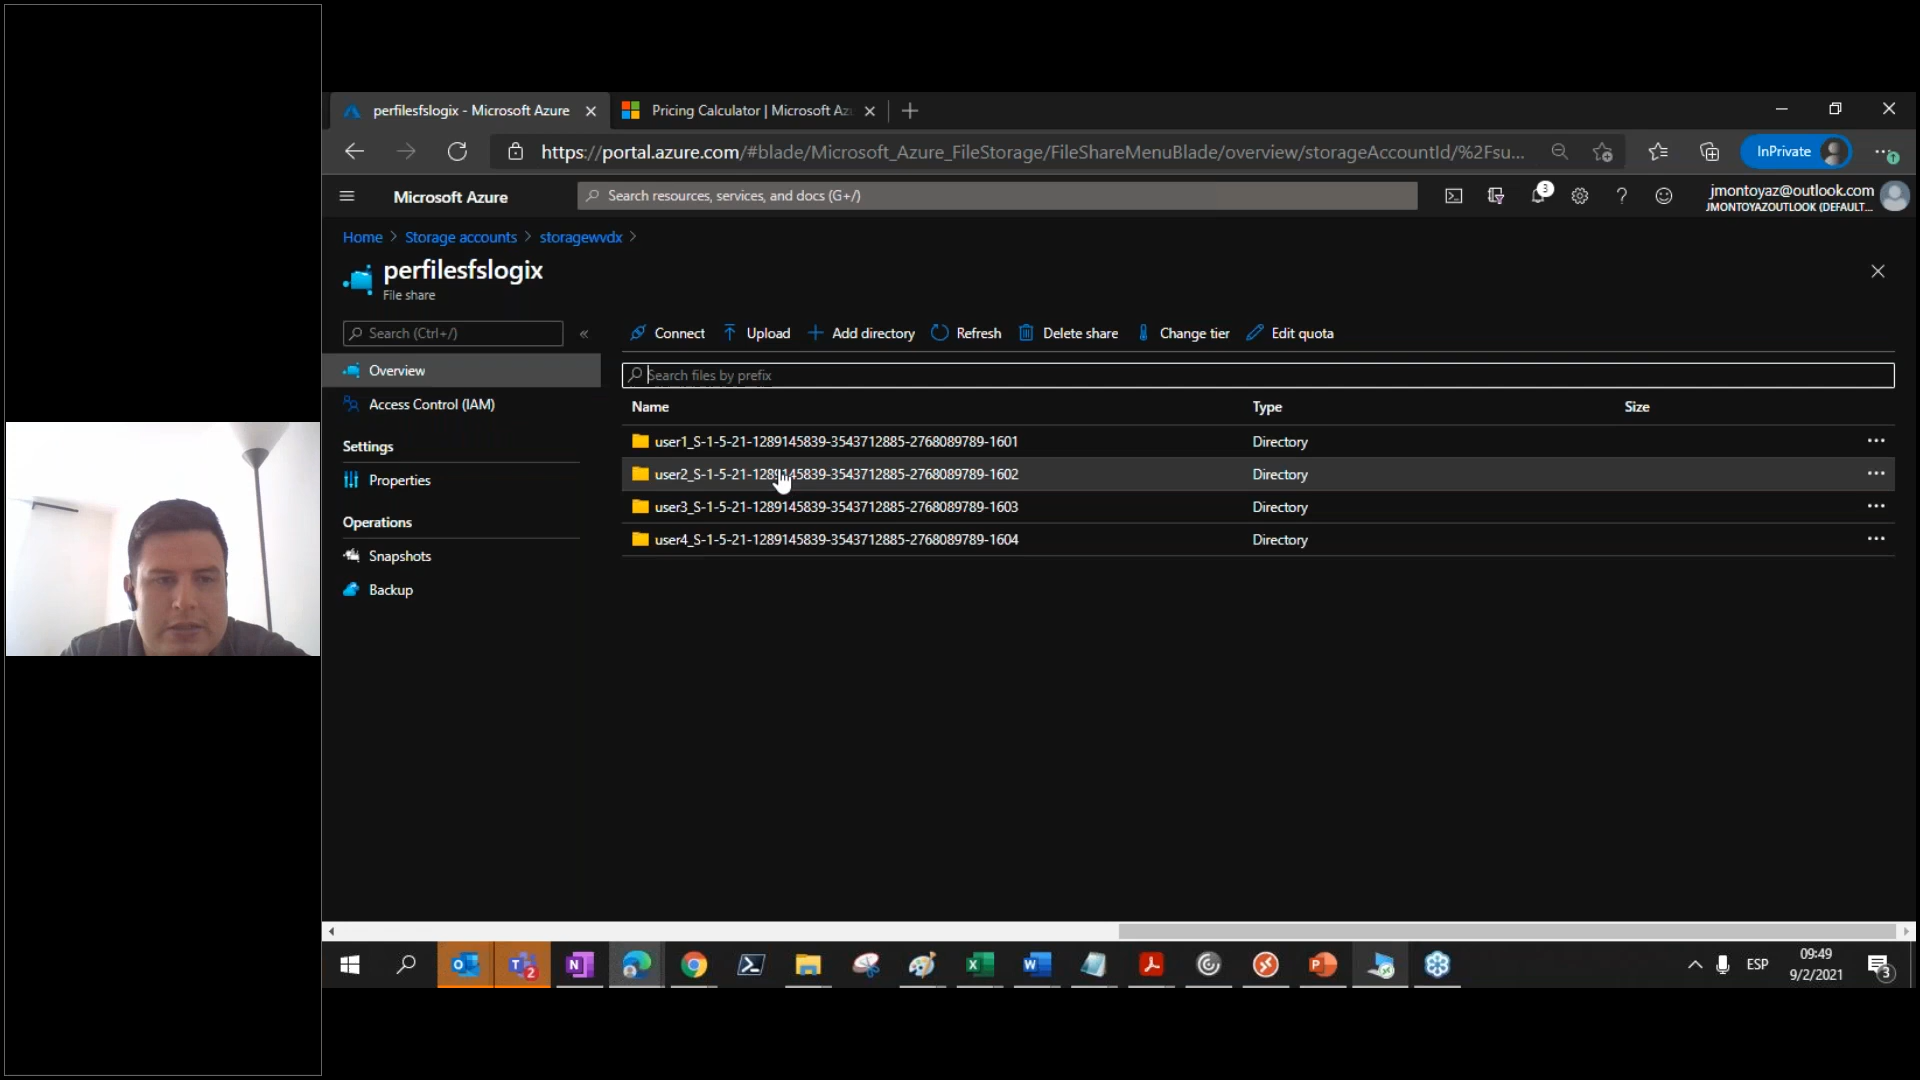 perfilesfslogix - Microsoft Azure
Pricing Calculator | Microsoft Az
https://portal.azure.com/#blade/Microsoft_Azure_FileStorage/FileShareMenuBlade/overview/storageAccountId/%2Fsu...
InPrivate
Microsoft Azure
Search resources, services, and docs (G+/)
3
jmontoyaz@outlook.com
JMONTOYAZOUTLOOK (DEFAULT...
Home > Storage accounts > storagewvdx >
perfilesfslogix
File share
Search (Ctrl+/)
«
Connect
Upload
Add directory
Refresh
Delete share
Change tier
Edit quota
Overview
Access Control (IAM)
Settings
Properties
Operations
Snapshots
Backup
Search files by prefix
Name Type Size
user1_S-1-5-21-1289145839-3543712885-2768089789-1601 Directory
user2_S-1-5-21-1289145839-3543712885-2768089789-1602 Directory
user3_S-1-5-21-1289145839-3543712885-2768089789-1603 Directory
user4_S-1-5-21-1289145839-3543712885-2768089789-1604 Directory
2
ESP
09:49
9/2/2021
3